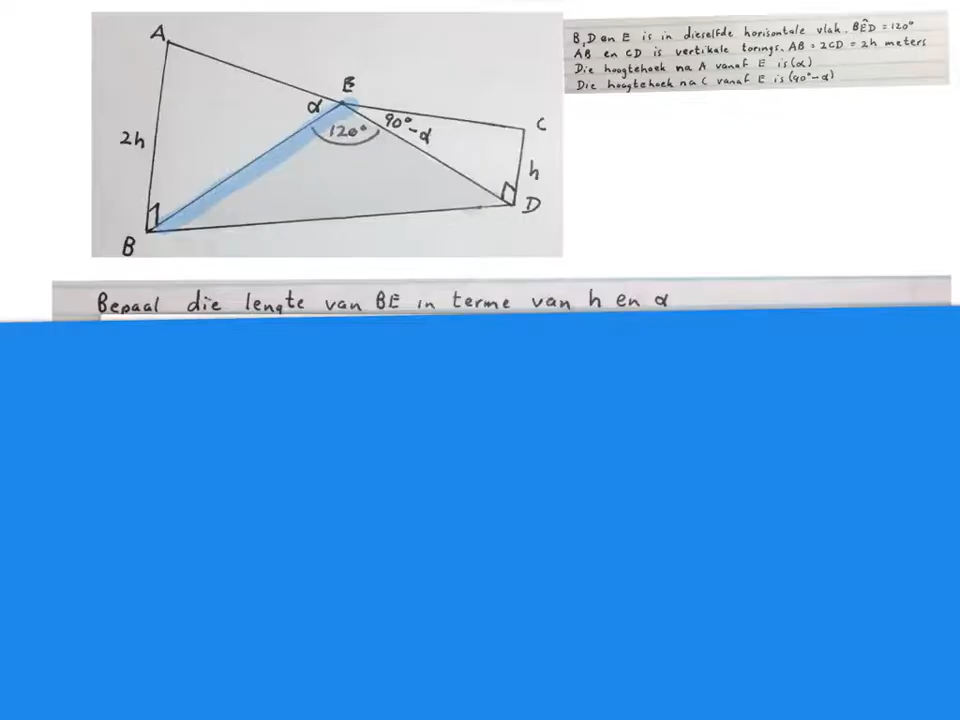 A
E
α
120°
90°
-α
C
2h
h
D
B
B, D en E is in dieselfde horisontale vlak. BÊD = 120°
AB en CD is vertikale torings. AB = 2CD = 2h meters
Die hoogtehoek na A vanaf E is (α)
Die hoogtehoek na C vanaf E is (90° - α)
Bepaal die lengte van BE in terme van h en α